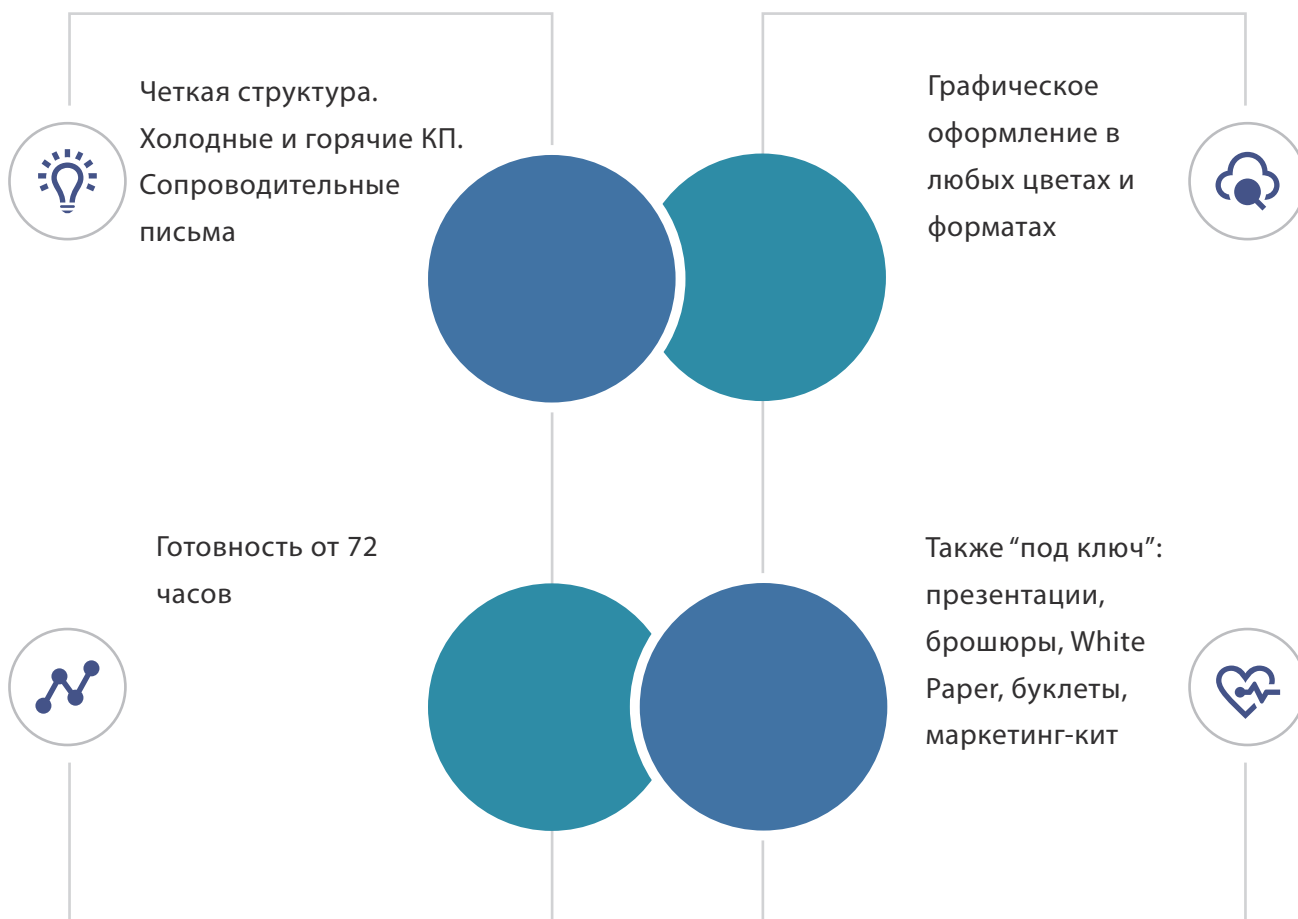 Четкая структура.
Холодные и горячие КП.
Сопроводительные
письма
Графическое
оформление в
любых цветах и
форматах
Готовность от 72
часов
Также “под ключ”:
презентации,
брошюры, White
Paper, буклеты,
маркетинг-кит